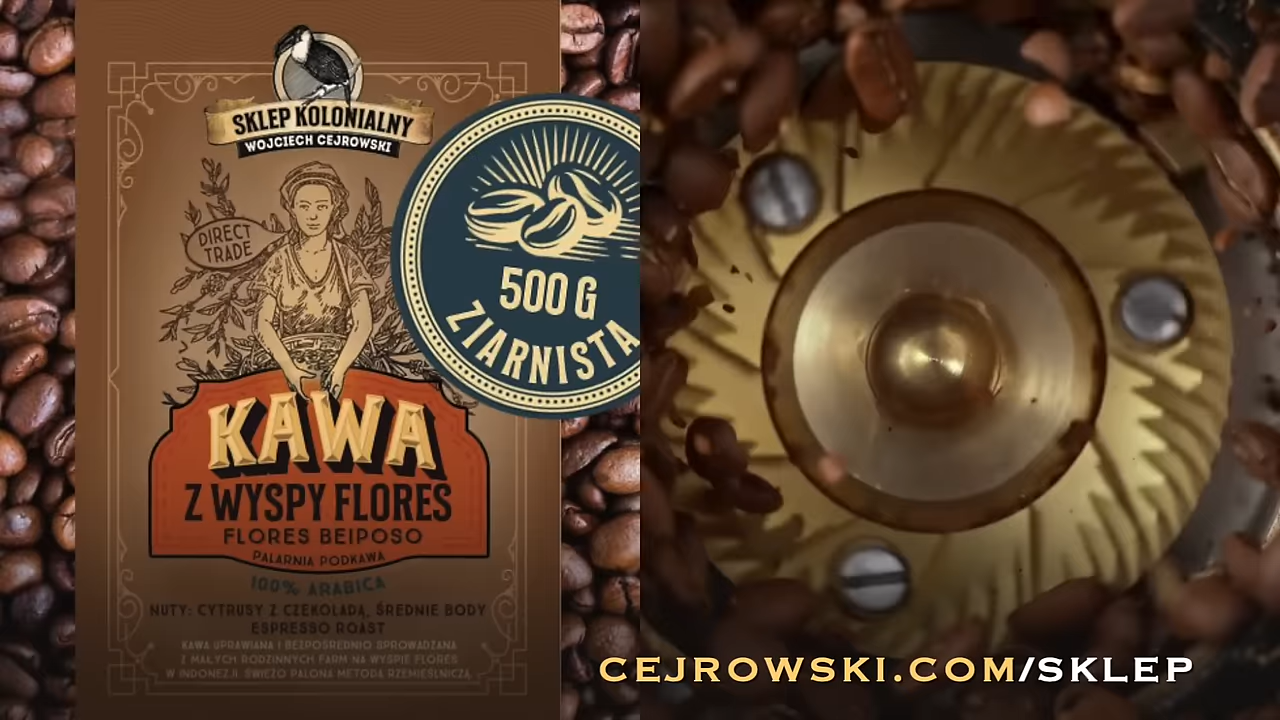 SKLEP KOLONIALNY
WOJCIECH CEJROWSKI
DIRECT
TRADE
500 G
ZIARNISTA
KAWA
Z WYSPY FLORES
FLORES BEIPOSO
PALARNIA PODKAWA
100% ARABICA
NUTY: CYTRUSY Z CZEKOLADĄ, ŚREDNIE BODY
ESPRESSO ROAST
KAWA UPRAWIANA I BEZPOŚREDNIO SPROWADZANA
Z MAŁYCH RODZINNYCH FARM NA WYSPIE FLORES
W INDONEZJI. ŚWIEŻO PALONA METODĄ RZEMIEŚLNICZĄ
CEJROWSKI.COM/SKLEP